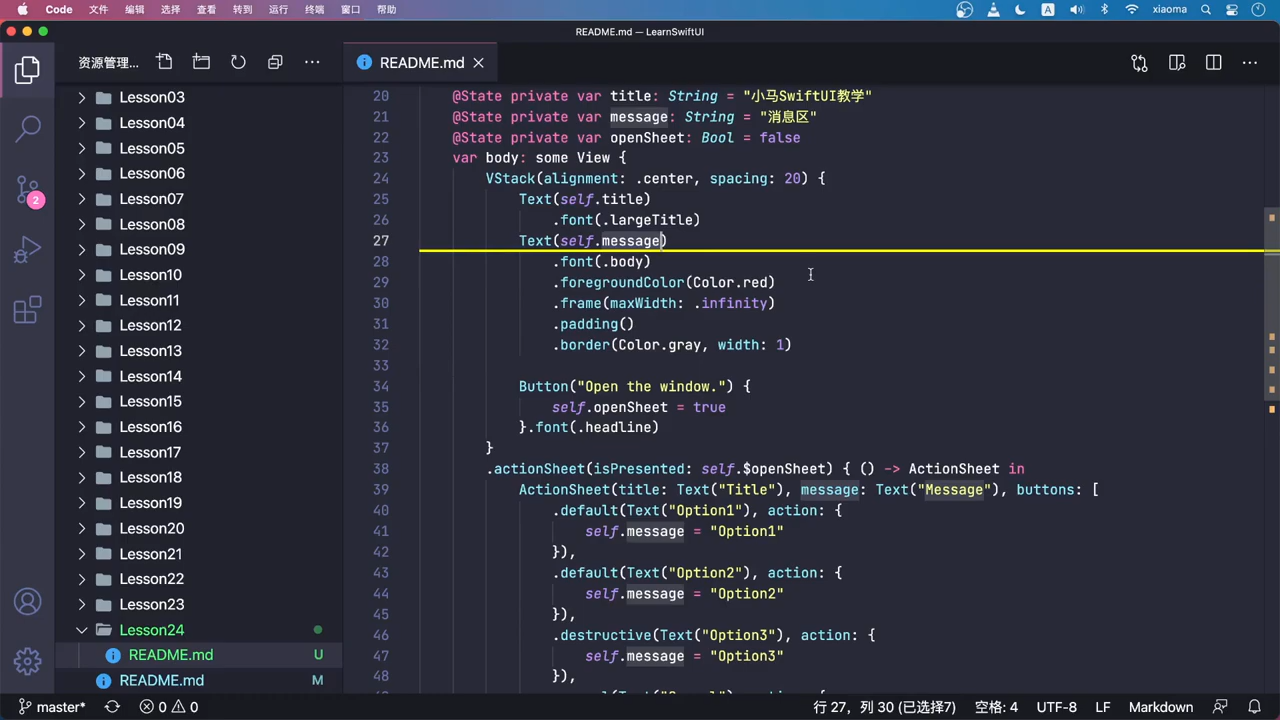 Code 文件 编辑 选择 查看 转到 运行 终端 窗口 帮助 A xiaoma
README.md — LearnSwiftUI
资源管理... README.md
Lesson03
Lesson04
Lesson05
Lesson06
Lesson07
Lesson08
Lesson09
Lesson10
Lesson11
Lesson12
Lesson13
Lesson14
Lesson15
Lesson16
Lesson17
Lesson18
Lesson19
Lesson20
Lesson21
Lesson22
Lesson23
Lesson24
README.md U
README.md M
2
20 @State private var title: String = "小马SwiftUI教学"
21 @State private var message: String = "消息区"
22 @State private var openSheet: Bool = false
23 var body: some View {
24 VStack(alignment: .center, spacing: 20) {
25 Text(self.title)
26 .font(.largeTitle)
27 Text(self.message)
28 .font(.body)
29 .foregroundColor(Color.red)
30 .frame(maxWidth: .infinity)
31 .padding()
32 .border(Color.gray, width: 1)
33
34 Button("Open the window.") {
35 self.openSheet = true
36 }.font(.headline)
37 }
38 .actionSheet(isPresented: self.$openSheet) { () -> ActionSheet in
39 ActionSheet(title: Text("Title"), message: Text("Message"), buttons: [
40 .default(Text("Option1"), action: {
41 self.message = "Option1"
42 }),
43 .default(Text("Option2"), action: {
44 self.message = "Option2"
45 }),
46 .destructive(Text("Option3"), action: {
47 self.message = "Option3"
48 }),
master* 0 0 行 27，列 30 (已选择7) 空格: 4 UTF-8 LF Markdown